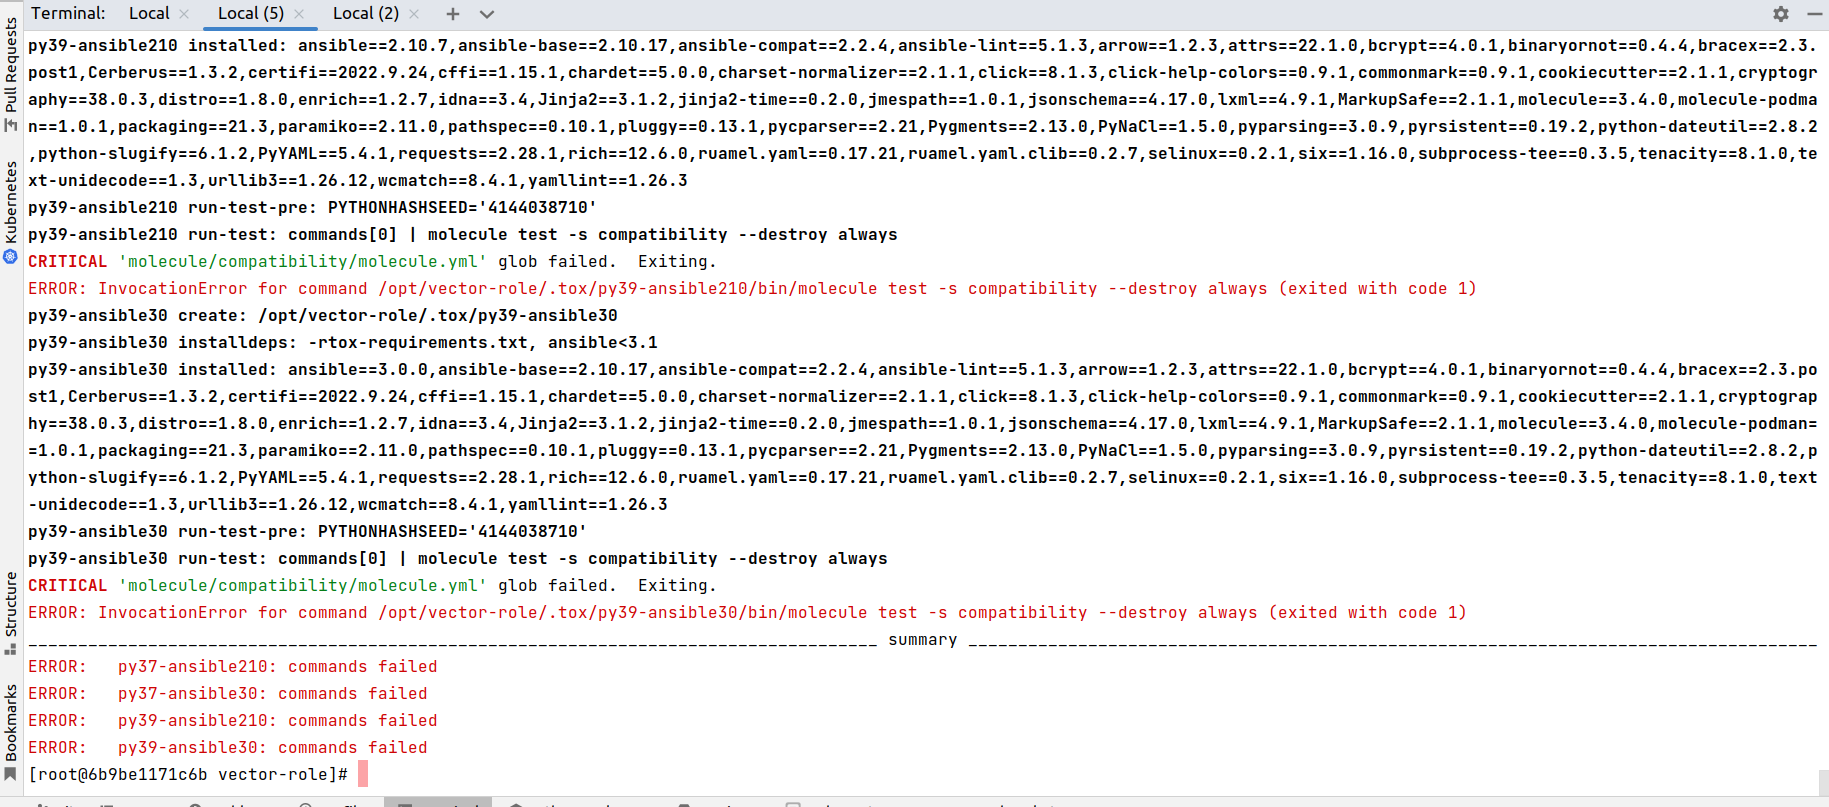 Terminal: Local Local (5) Local (2)
py39-ansible210 installed: ansible==2.10.7,ansible-base==2.10.17,ansible-compat==2.2.4,ansible-lint==5.1.3,arrow==1.2.3,attrs==22.1.0,bcrypt==4.0.1,binaryornot==0.4.4,bracex==2.3.
post1,Cerberus==1.3.2,certifi==2022.9.24,cffi==1.15.1,chardet==5.0.0,charset-normalizer==2.1.1,click==8.1.3,click-help-colors==0.9.1,commonmark==0.9.1,cookiecutter==2.1.1,cryptogr
aphy==38.0.3,distro==1.8.0,enrich==1.2.7,idna==3.4,Jinja2==3.1.2,jinja2-time==0.2.0,jmespath==1.0.1,jsonschema==4.17.0,lxml==4.9.1,MarkupSafe==2.1.1,molecule==3.4.0,molecule-podma
n==1.0.1,packaging==21.3,paramiko==2.11.0,pathspec==0.10.1,pluggy==0.13.1,pycparser==2.21,Pygments==2.13.0,PyNaCl==1.5.0,pyparsing==3.0.9,pyrsistent==0.19.2,python-dateutil==2.8.2
,python-slugify==6.1.2,PyYAML==5.4.1,requests==2.28.1,rich==12.6.0,ruamel.yaml==0.17.21,ruamel.yaml.clib==0.2.7,selinux==0.2.1,six==1.16.0,subprocess-tee==0.3.5,tenacity==8.1.0,te
xt-unidecode==1.3,urllib3==1.26.12,wcmatch==8.4.1,yamllint==1.26.3
py39-ansible210 run-test-pre: PYTHONHASHSEED='4144038710'
py39-ansible210 run-test: commands[0] | molecule test -s compatibility --destroy always
CRITICAL 'molecule/compatibility/molecule.yml' glob failed.  Exiting.
ERROR: InvocationError for command /opt/vector-role/.tox/py39-ansible210/bin/molecule test -s compatibility --destroy always (exited with code 1)
py39-ansible30 create: /opt/vector-role/.tox/py39-ansible30
py39-ansible30 installdeps: -rtox-requirements.txt, ansible<3.1
py39-ansible30 installed: ansible==3.0.0,ansible-base==2.10.17,ansible-compat==2.2.4,ansible-lint==5.1.3,arrow==1.2.3,attrs==22.1.0,bcrypt==4.0.1,binaryornot==0.4.4,bracex==2.3.po
st1,Cerberus==1.3.2,certifi==2022.9.24,cffi==1.15.1,chardet==5.0.0,charset-normalizer==2.1.1,click==8.1.3,click-help-colors==0.9.1,commonmark==0.9.1,cookiecutter==2.1.1,cryptograp
hy==38.0.3,distro==1.8.0,enrich==1.2.7,idna==3.4,Jinja2==3.1.2,jinja2-time==0.2.0,jmespath==1.0.1,jsonschema==4.17.0,lxml==4.9.1,MarkupSafe==2.1.1,molecule==3.4.0,molecule-podman=
=1.0.1,packaging==21.3,paramiko==2.11.0,pathspec==0.10.1,pluggy==0.13.1,pycparser==2.21,Pygments==2.13.0,PyNaCl==1.5.0,pyparsing==3.0.9,pyrsistent==0.19.2,python-dateutil==2.8.2,p
ython-slugify==6.1.2,PyYAML==5.4.1,requests==2.28.1,rich==12.6.0,ruamel.yaml==0.17.21,ruamel.yaml.clib==0.2.7,selinux==0.2.1,six==1.16.0,subprocess-tee==0.3.5,tenacity==8.1.0,text
-unidecode==1.3,urllib3==1.26.12,wcmatch==8.4.1,yamllint==1.26.3
py39-ansible30 run-test-pre: PYTHONHASHSEED='4144038710'
py39-ansible30 run-test: commands[0] | molecule test -s compatibility --destroy always
CRITICAL 'molecule/compatibility/molecule.yml' glob failed.  Exiting.
ERROR: InvocationError for command /opt/vector-role/.tox/py39-ansible30/bin/molecule test -s compatibility --destroy always (exited with code 1)
summary
ERROR:   py37-ansible210: commands failed
ERROR:   py37-ansible30: commands failed
ERROR:   py39-ansible210: commands failed
ERROR:   py39-ansible30: commands failed
[root@6b9be1171c6b vector-role]#
Pull Requests
Kubernetes
Structure
Bookmarks